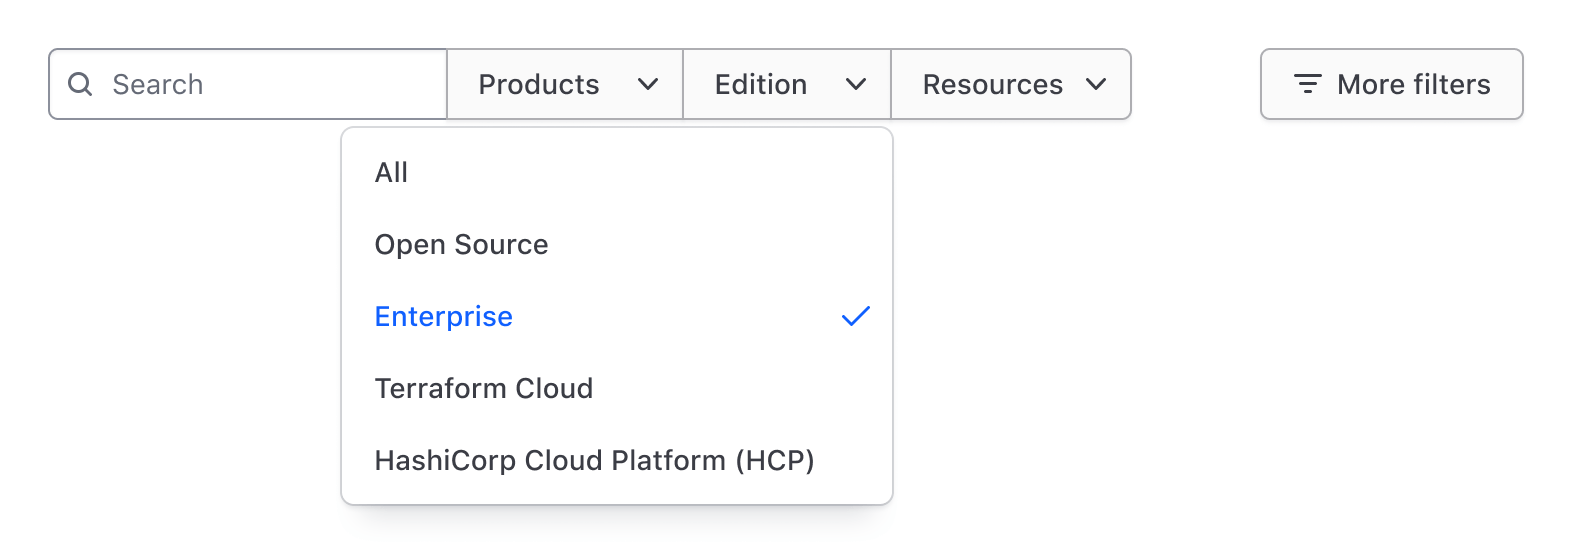 Search Products Edition Resources More filters
All
Open Source
Enterprise
Terraform Cloud
HashiCorp Cloud Platform (HCP)